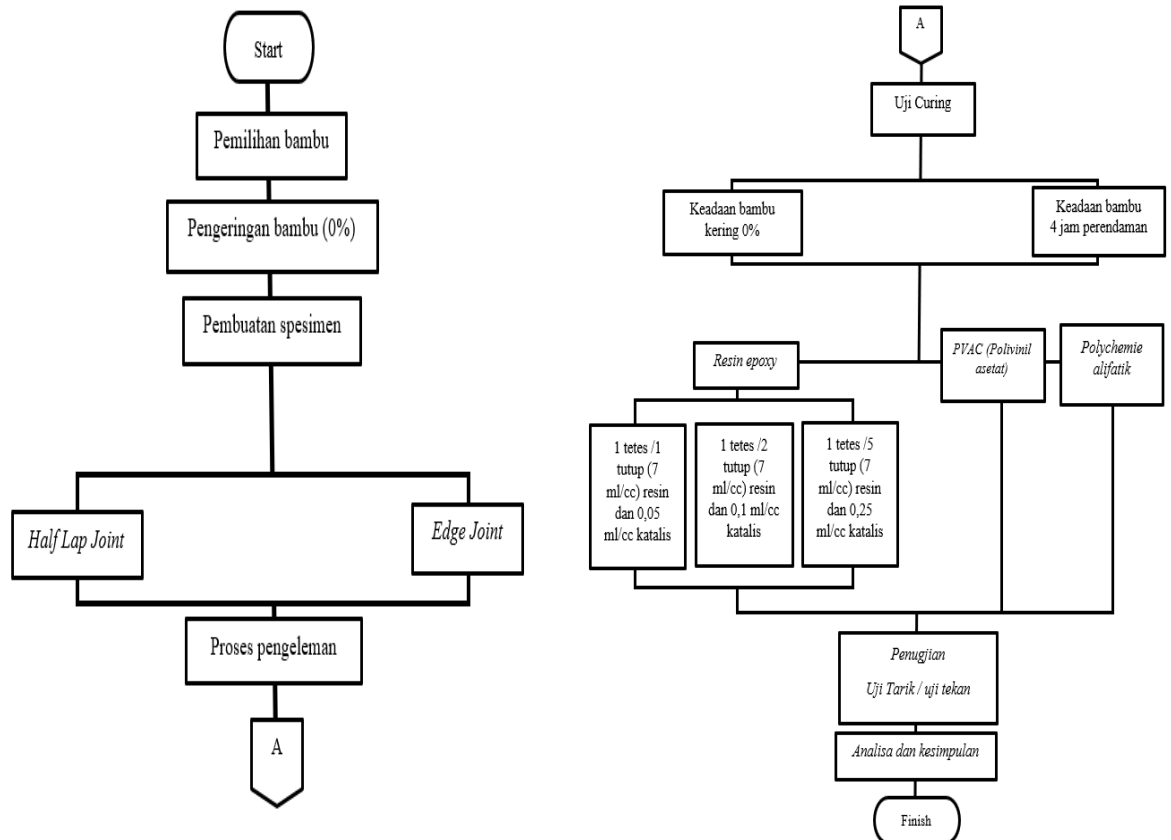 Start
Pemilihan bambu
Pengeringan bambu (0%)
Pembuatan spesimen
Half Lap Joint
Edge Joint
Proses pengeleman
A
A
Uji Curing
Keadaan bambu
kering 0%
Keadaan bambu
4 jam perendaman
Resin epoxy
PVAC (Polivinil
asetat)
Polychemie
alifatik
1 tetes /1
tutup (7
ml/cc) resin
dan 0,05
ml/cc katalis
1 tetes /2
tutup (7
ml/cc) resin
dan 0,1 ml/cc
katalis
1 tetes /5
tutup (7
ml/cc) resin
dan 0,25
ml/cc katalis
Penugjian
Uji Tarik / uji tekan
Analisa dan kesimpulan
Finish